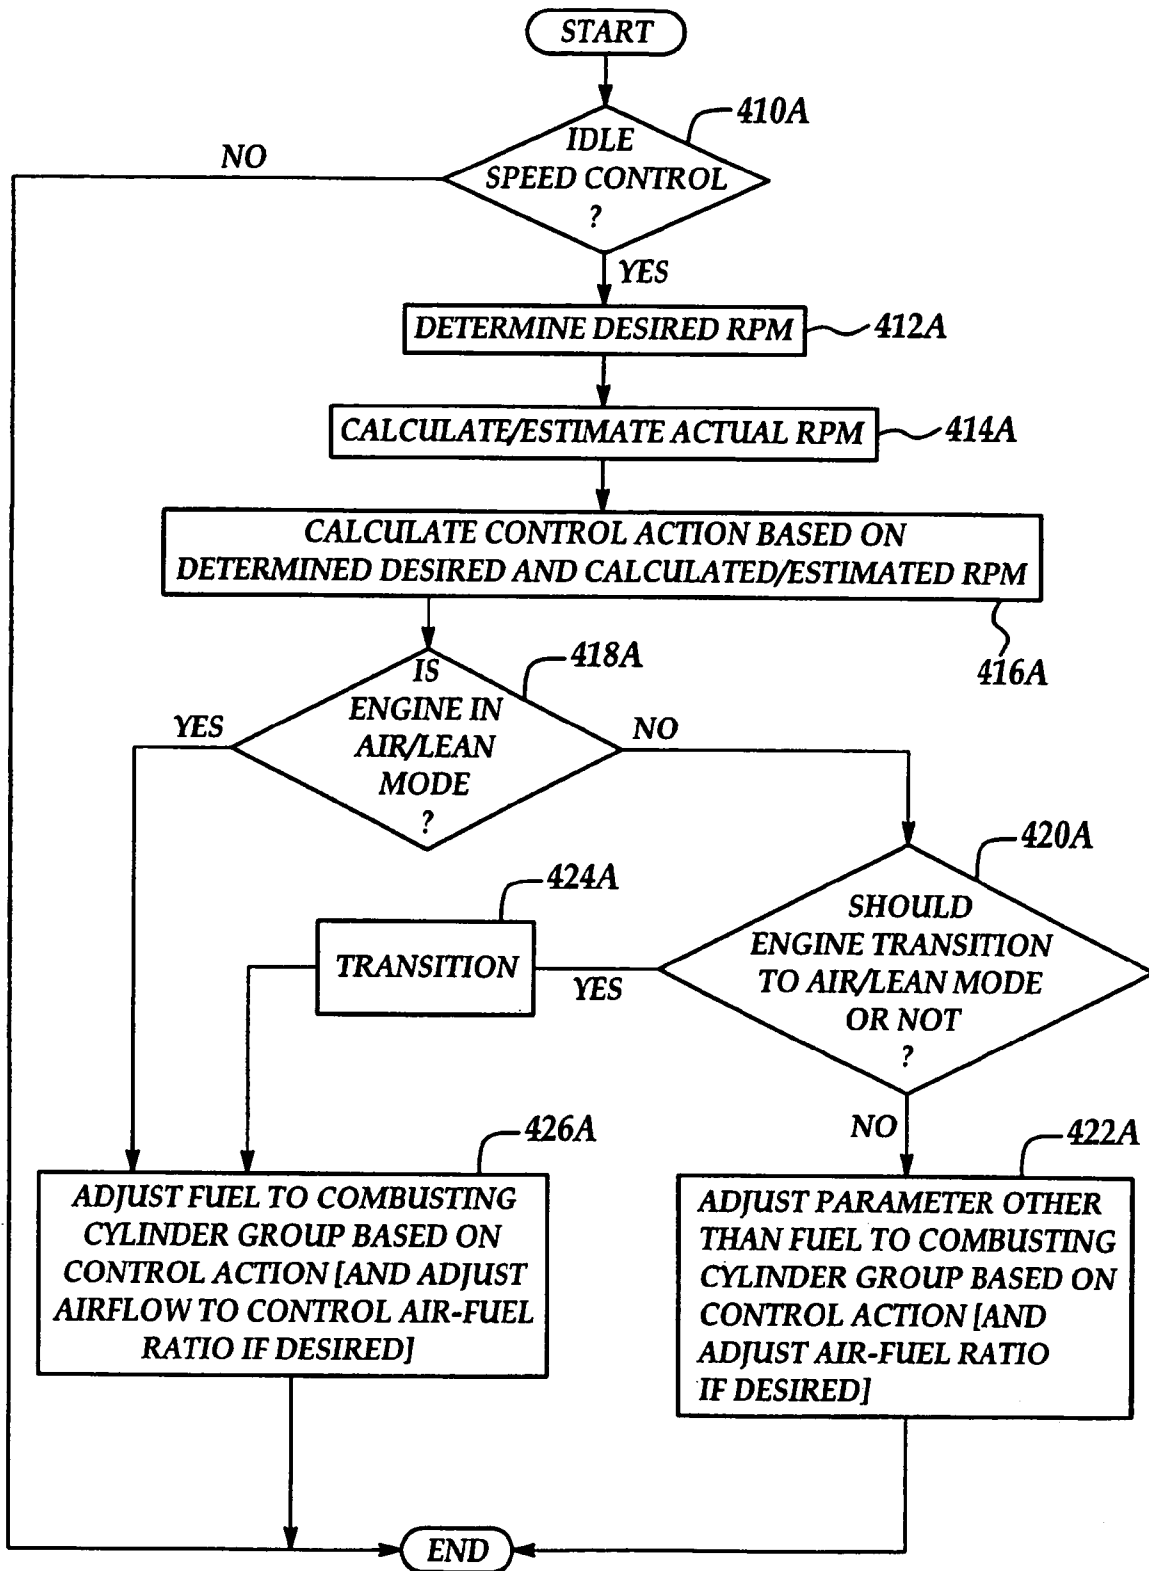 START
410A
IDLE
SPEED CONTROL
?
NO
YES
DETERMINE DESIRED RPM
412A
CALCULATE/ESTIMATE ACTUAL RPM
414A
CALCULATE CONTROL ACTION BASED ON
DETERMINED DESIRED AND CALCULATED/ESTIMATED RPM
416A
418A
IS
ENGINE IN
AIR/LEAN
MODE
?
YES
NO
420A
SHOULD
ENGINE TRANSITION
TO AIR/LEAN MODE
OR NOT
?
424A
TRANSITION
YES
NO
426A
ADJUST FUEL TO COMBUSTING
CYLINDER GROUP BASED ON
CONTROL ACTION [AND ADJUST
AIRFLOW TO CONTROL AIR-FUEL
RATIO IF DESIRED]
422A
ADJUST PARAMETER OTHER
THAN FUEL TO COMBUSTING
CYLINDER GROUP BASED ON
CONTROL ACTION [AND
ADJUST AIR-FUEL RATIO
IF DESIRED]
END